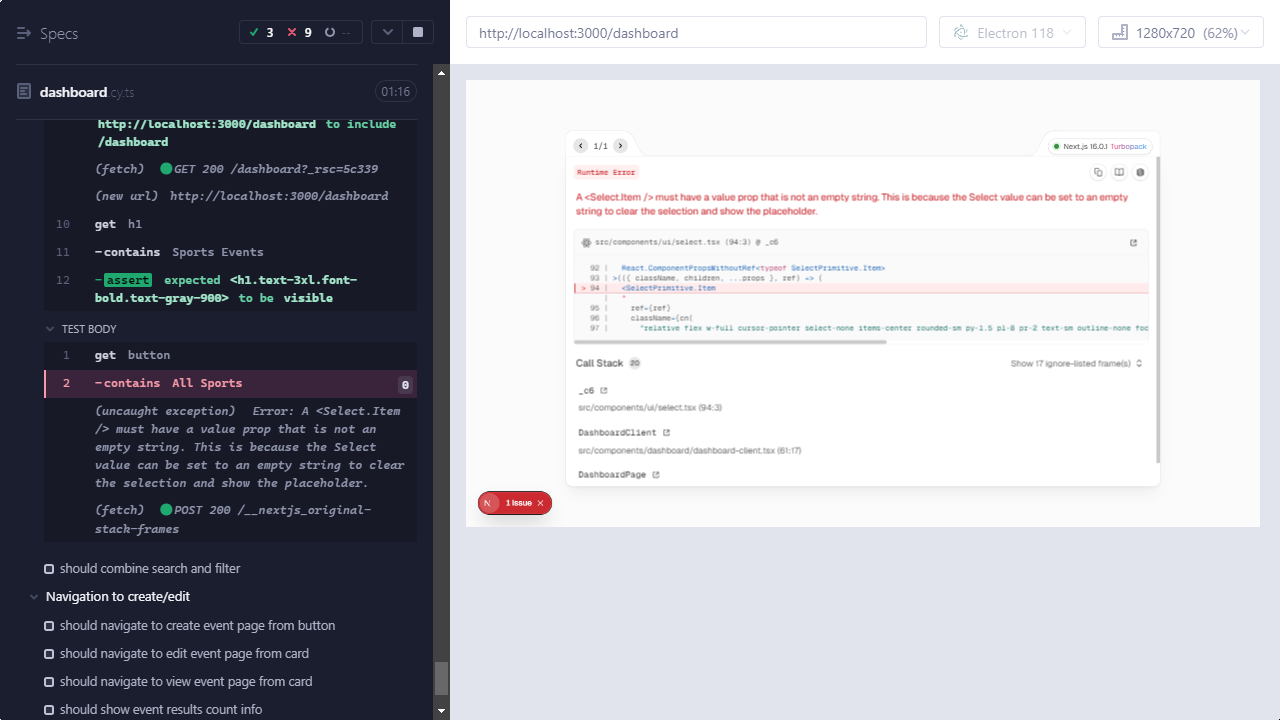 Specs
3 9 --
dashboard.cy.ts
01:16
http://localhost:3000/dashboard to include
/dashboard
(fetch) GET 200 /dashboard?_rsc=5c339
(new url) http://localhost:3000/dashboard
10 get h1
11 -contains Sports Events
12 -assert expected <h1.text-3xl.font-
bold.text-gray-900> to be visible
TEST BODY
1 get button
2 -contains All Sports 0
(uncaught exception) Error: A <Select.Item
/> must have a value prop that is not an
empty string. This is because the Select
value can be set to an empty string to clear
the selection and show the placeholder.
(fetch) POST 200 /__nextjs_original-
stack-frames
should combine search and filter
Navigation to create/edit
should navigate to create event page from button
should navigate to edit event page from card
should navigate to view event page from card
should show event results count info
http://localhost:3000/dashboard
Electron 118
1280x720 (62%)
1/1
Next.js 16.0.1 Turbopack
Runtime Error
A <Select.Item /> must have a value prop that is not an empty string. This is because the Select value can be set to an empty
string to clear the selection and show the placeholder.
src/components/ui/select.tsx (94:3) @ _c6
92 | React.ComponentPropsWithoutRef<typeof SelectPrimitive.Item>
93 | >(({ className, children, ...props }, ref) => (
> 94 | <SelectPrimitive.Item
| ^
95 | ref={ref}
96 | className={cn(
97 | "relative flex w-full cursor-pointer select-none items-center rounded-sm py-1.5 pl-8 pr-2 text-sm outline-none foc
Call Stack 20
Show 17 ignore-listed frame(s)
_c6
src/components/ui/select.tsx (94:3)
DashboardClient
src/components/dashboard/dashboard-client.tsx (61:17)
DashboardPage
N 1 Issue